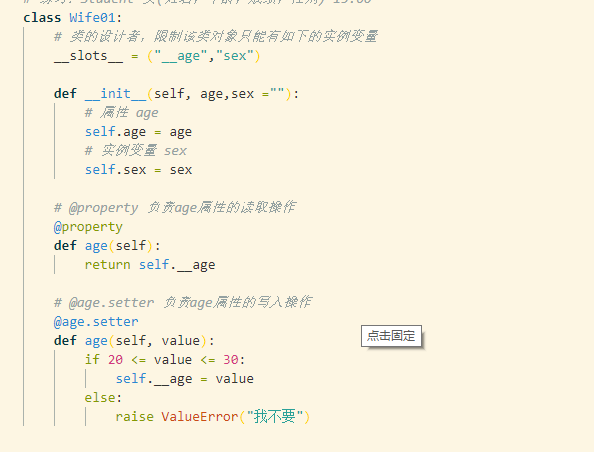 class Wife01:
    # 类的设计者，限制该类对象只能有如下的实例变量
    __slots__ = ("__age","sex")
    def __init__(self, age,sex =""):
        # 属性 age
        self.age = age
        # 实例变量 sex
        self.sex = sex
    # @property 负责age属性的读取操作
    @property
    def age(self):
        return self.__age
    # @age.setter 负责age属性的写入操作
    @age.setter
    def age(self, value):
        if 20 <= value <= 30:
            self.__age = value
        else:
            raise ValueError("我不要")
点击固定